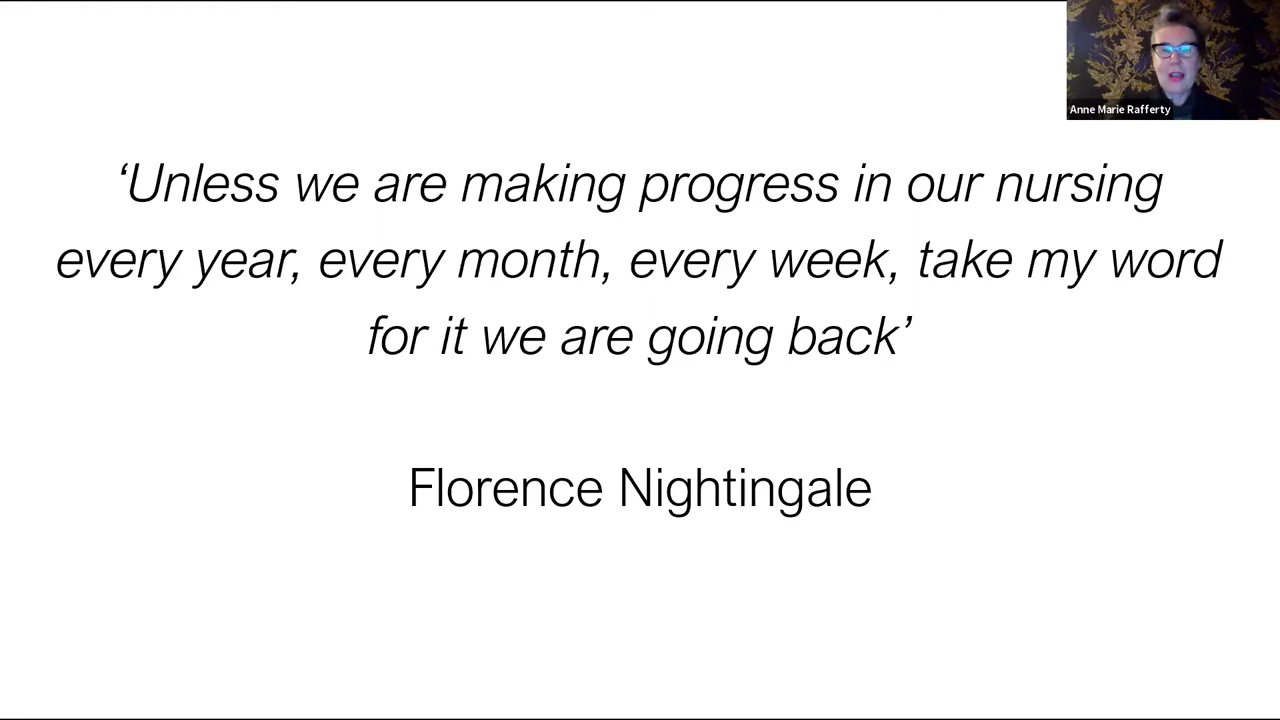 Anne Marie Rafferty
‘Unless we are making progress in our nursing
every year, every month, every week, take my word
for it we are going back’
Florence Nightingale